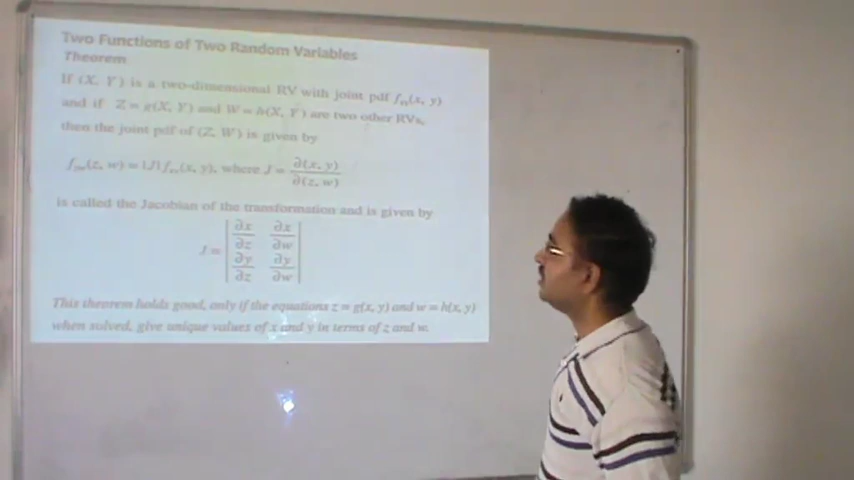 Two Functions of Two Random Variables
Theorem
If (X, Y) is a two-dimensional RV with joint pdf fxy(x, y)
and if Z = g(X, Y) and W = h(X, Y) are two other RVs,
then the joint pdf of (Z, W) is given by
fzw(z, w) = |J| fxy(x, y), where J = ∂(x, y) / ∂(z, w)
is called the Jacobian of the transformation and is given by
J = | ∂x/∂z ∂x/∂w |
| ∂y/∂z ∂y/∂w |
This theorem holds good, only if the equations z = g(x, y) and w = h(x, y)
when solved, give unique values of x and y in terms of z and w.